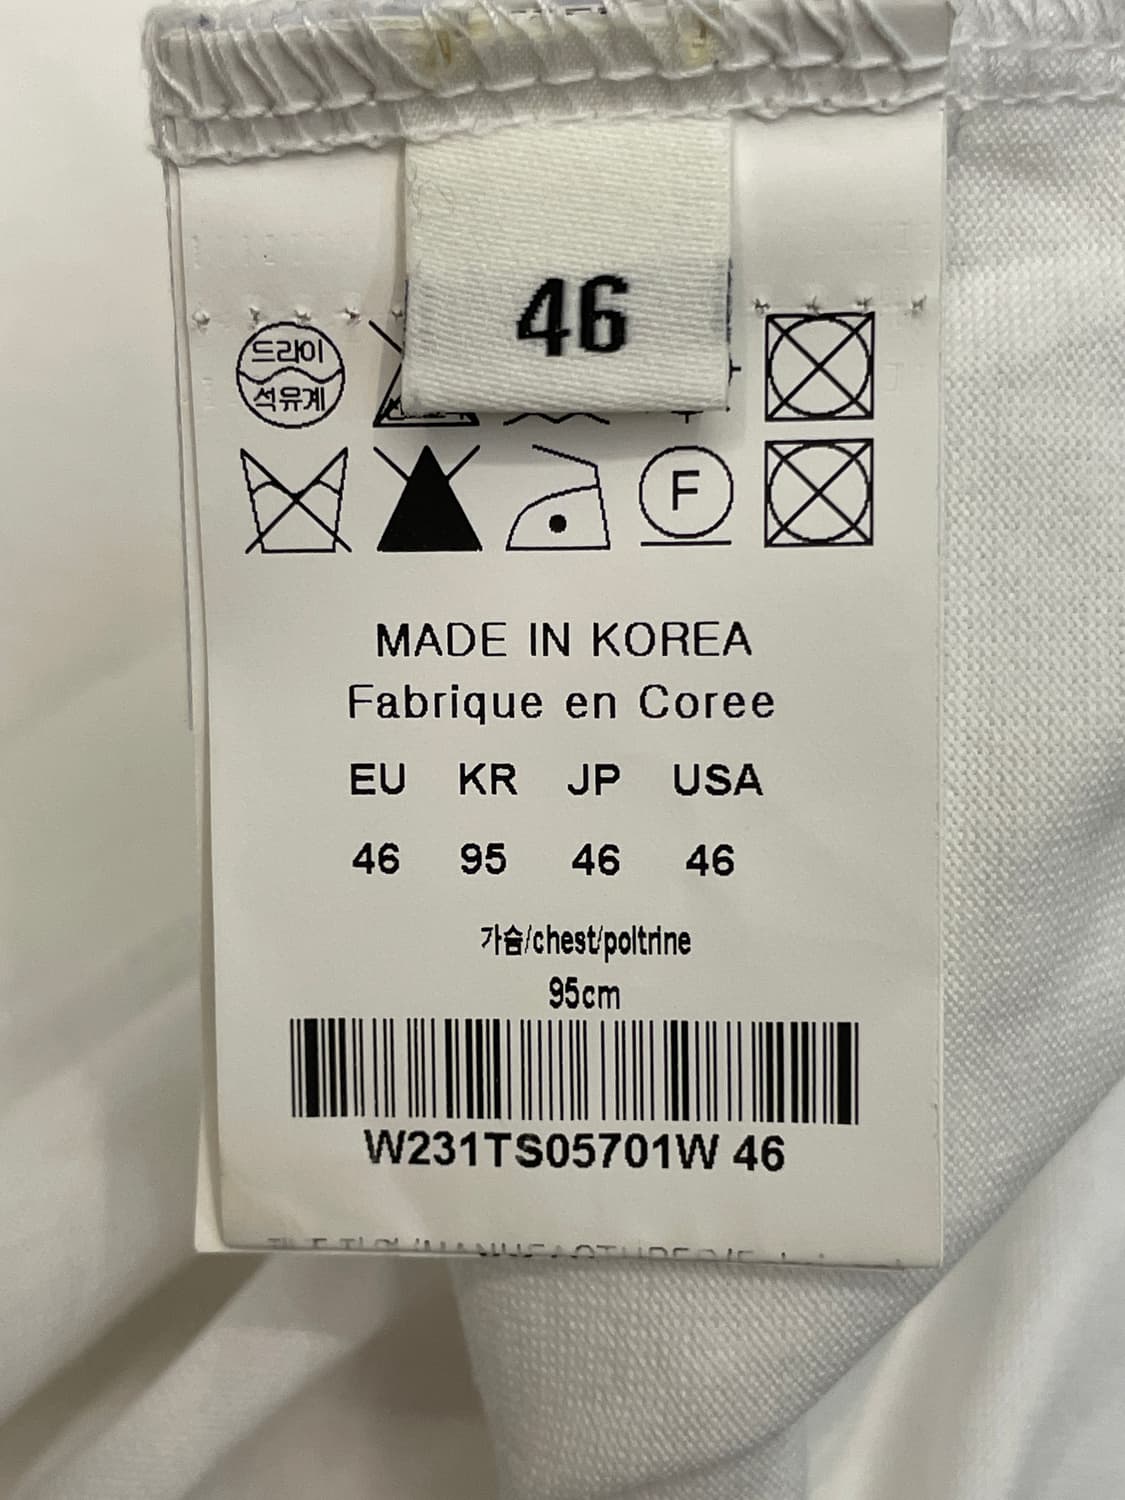 46
드라이
석유계
F
MADE IN KOREA
Fabrique en Coree
EU KR JP USA
46 95 46 46
가슴/chest/poltrine
95cm
W231TS05701W 46